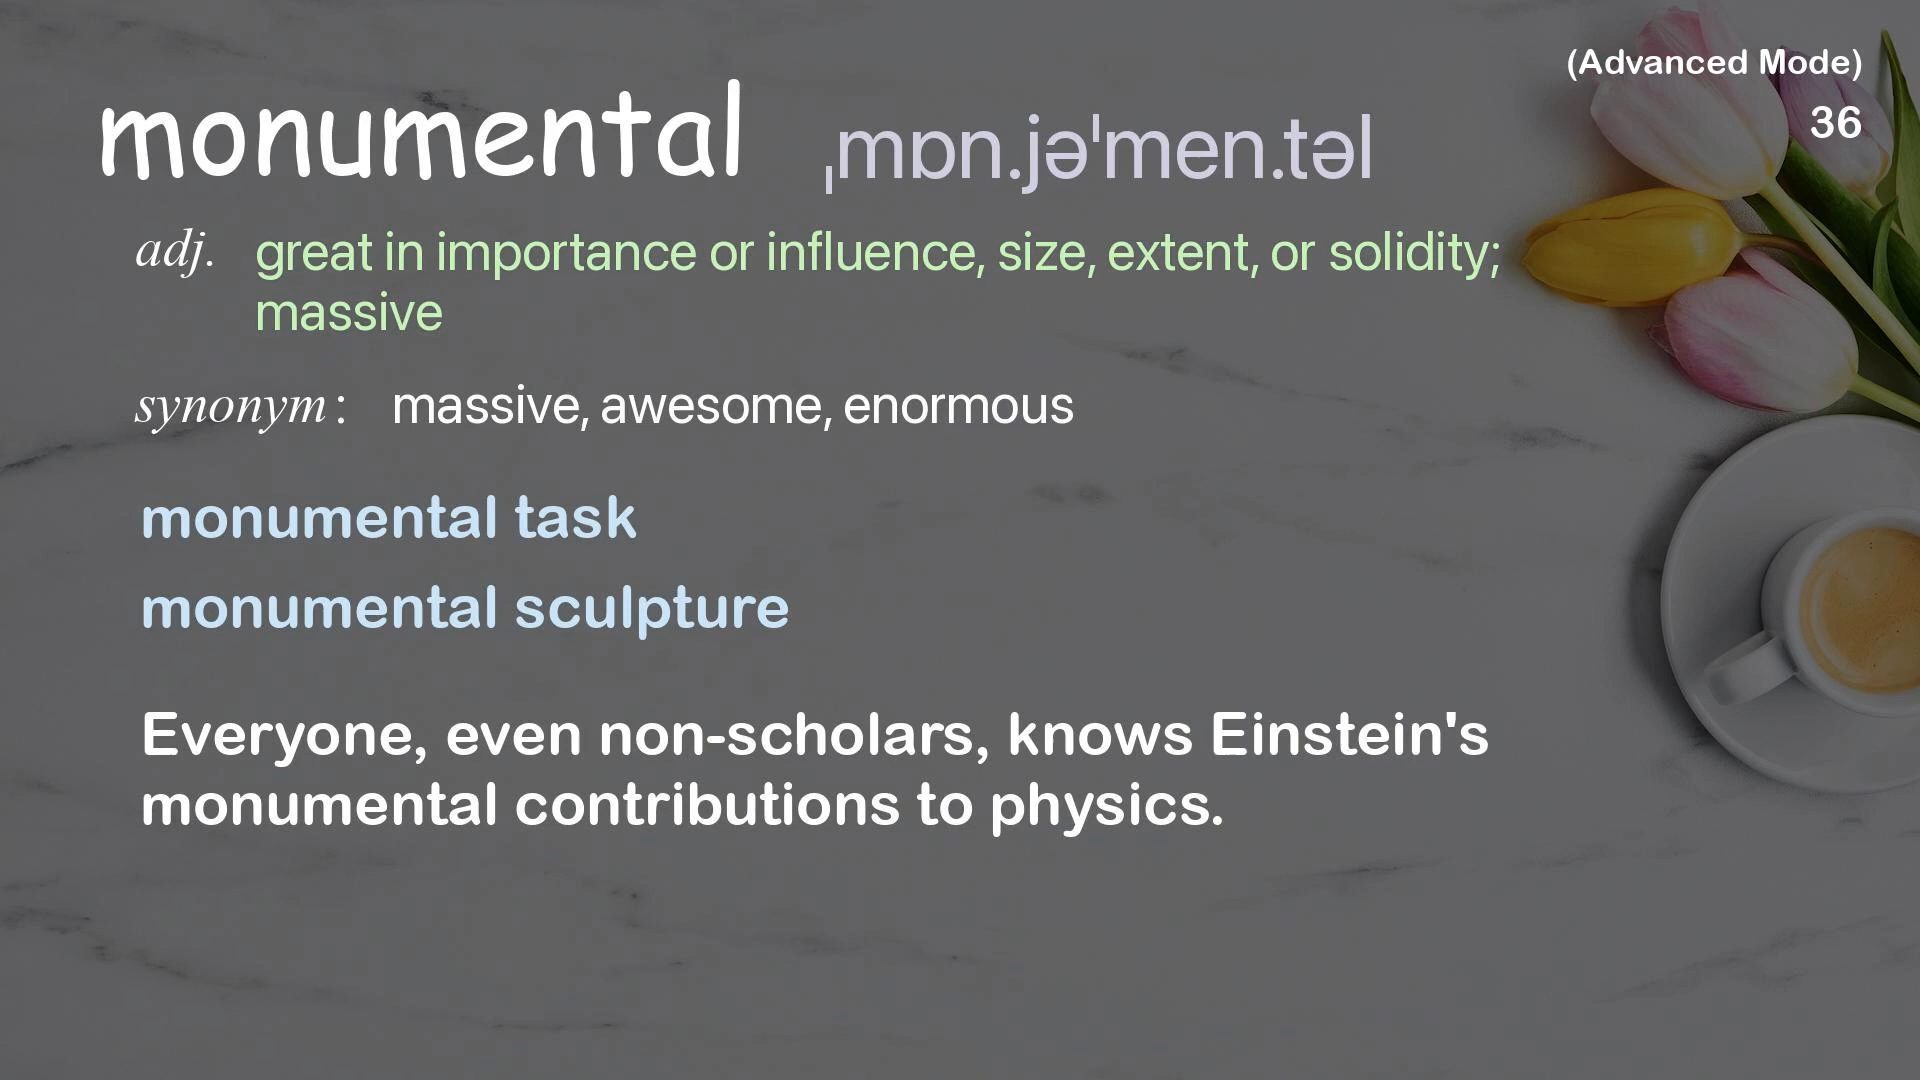 (Advanced Mode)
36
monumental ˌmɒn.jəˈmen.təl
adj. great in importance or influence, size, extent, or solidity;
massive
synonym: massive, awesome, enormous
monumental task
monumental sculpture
Everyone, even non-scholars, knows Einstein's
monumental contributions to physics.